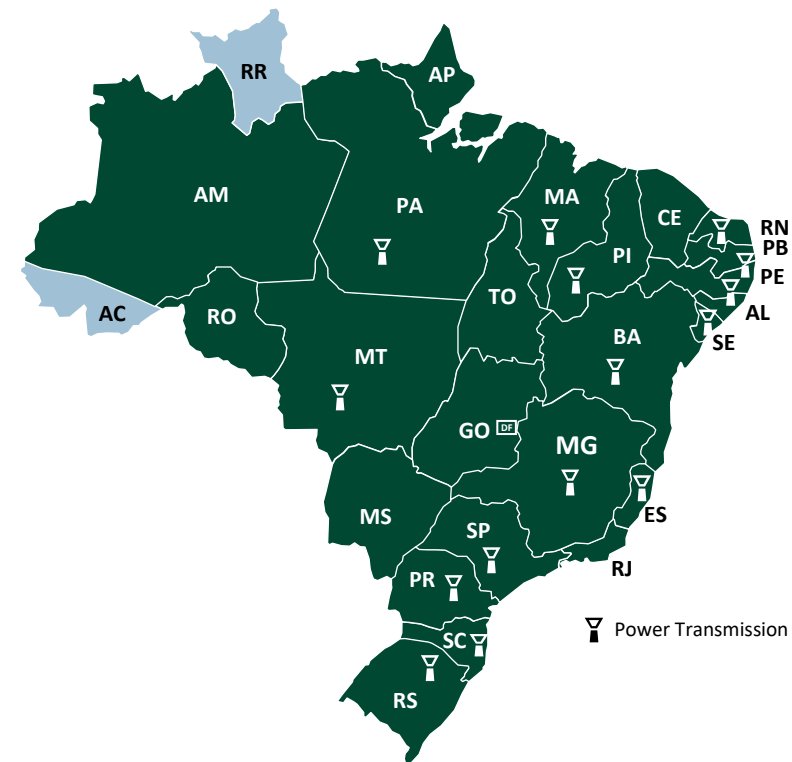 RR
AP
AM
PA
MA
CE
RN
PB
PI
PE
TO
AL
AC
RO
SE
BA
MT
GO
DF
MG
MS
ES
SP
RJ
PR
Power Transmission
SC
RS